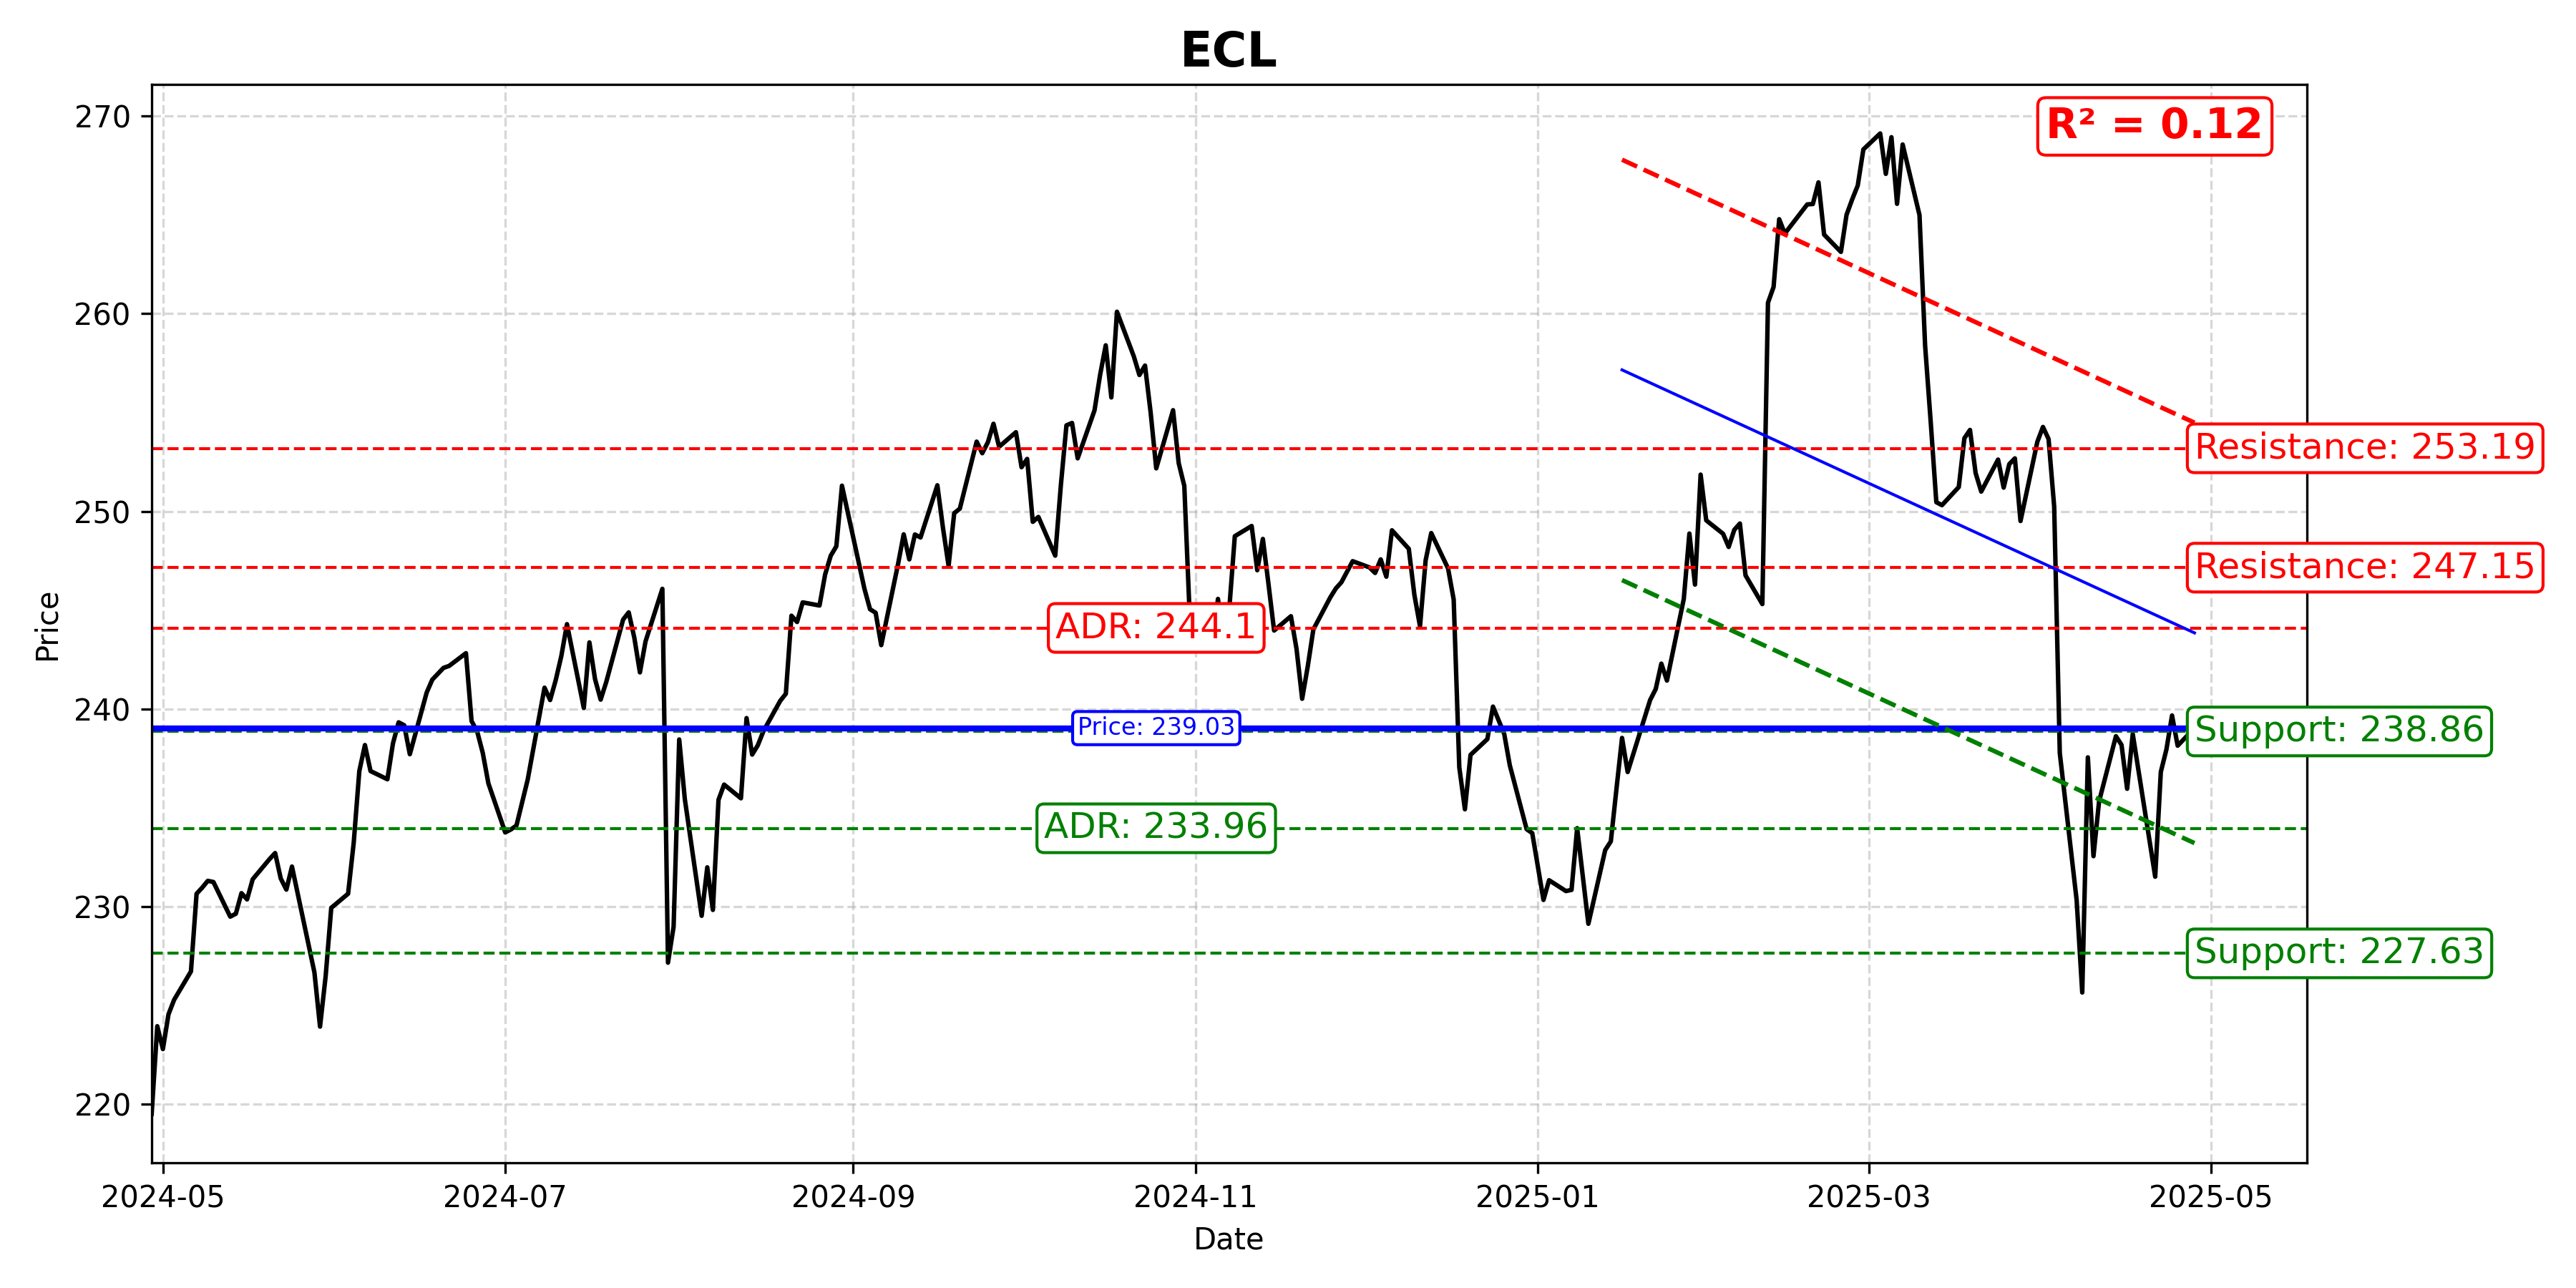 ECL
270
R² = 0.12
260
Resistance: 253.19
250
Resistance: 247.15
ADR: 244.1
Price
240
Price: 239.03
Support: 238.86
ADR: 233.96
230
Support: 227.63
220
2024-05
2024-07
2024-09
2024-11
2025-01
2025-03
2025-05
Date